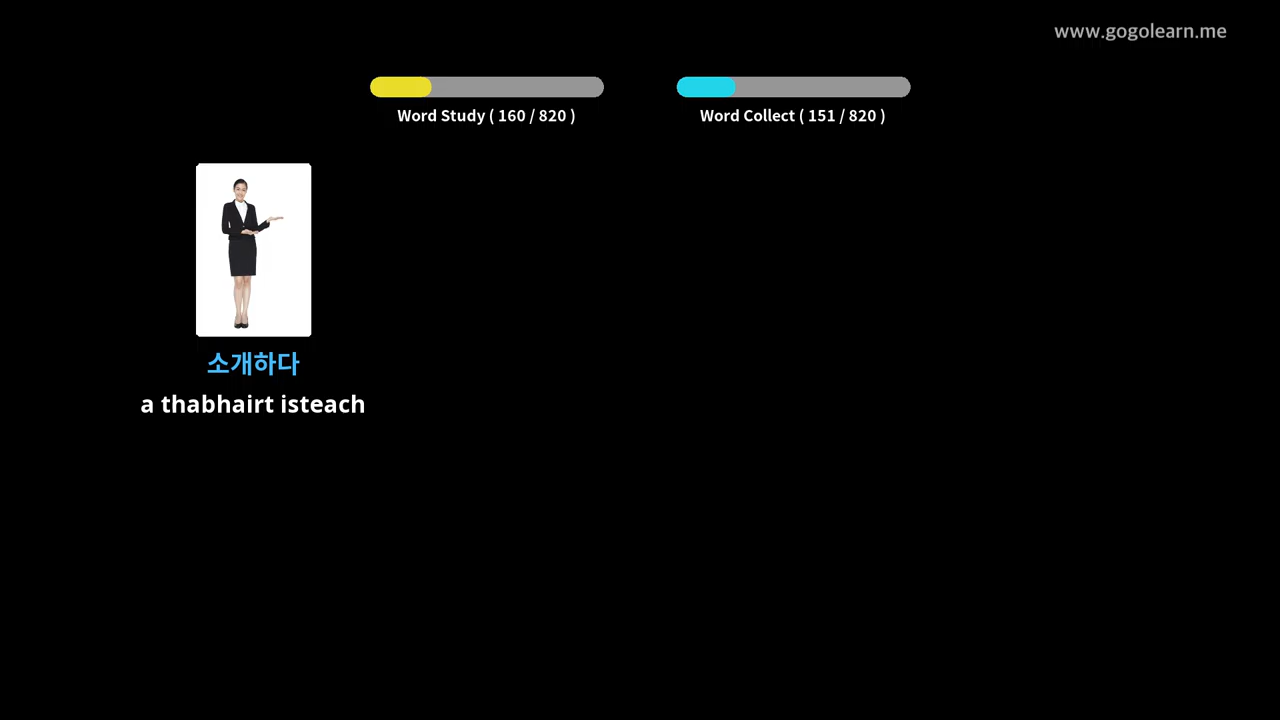 www.gogolearn.me
Word Study ( 160 / 820 )
Word Collect ( 151 / 820 )
소개하다
a thabhairt isteach